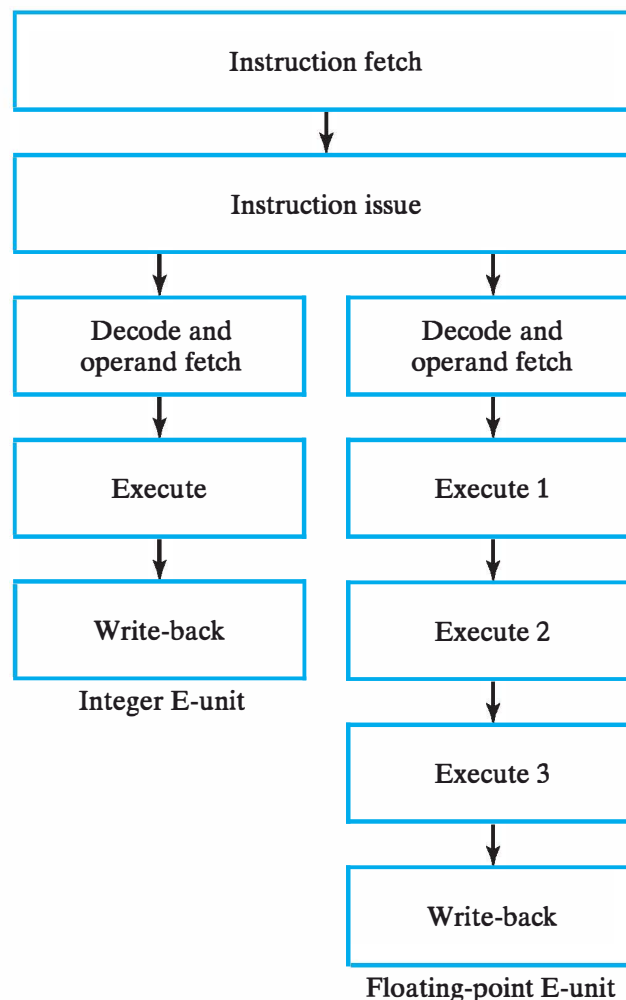 Instruction fetch
Instruction issue
Decode and
operand fetch
Execute
Write-back
Integer E-unit
Decode and
operand fetch
Execute 1
Execute 2
Execute 3
Write-back
Floating-point E-unit